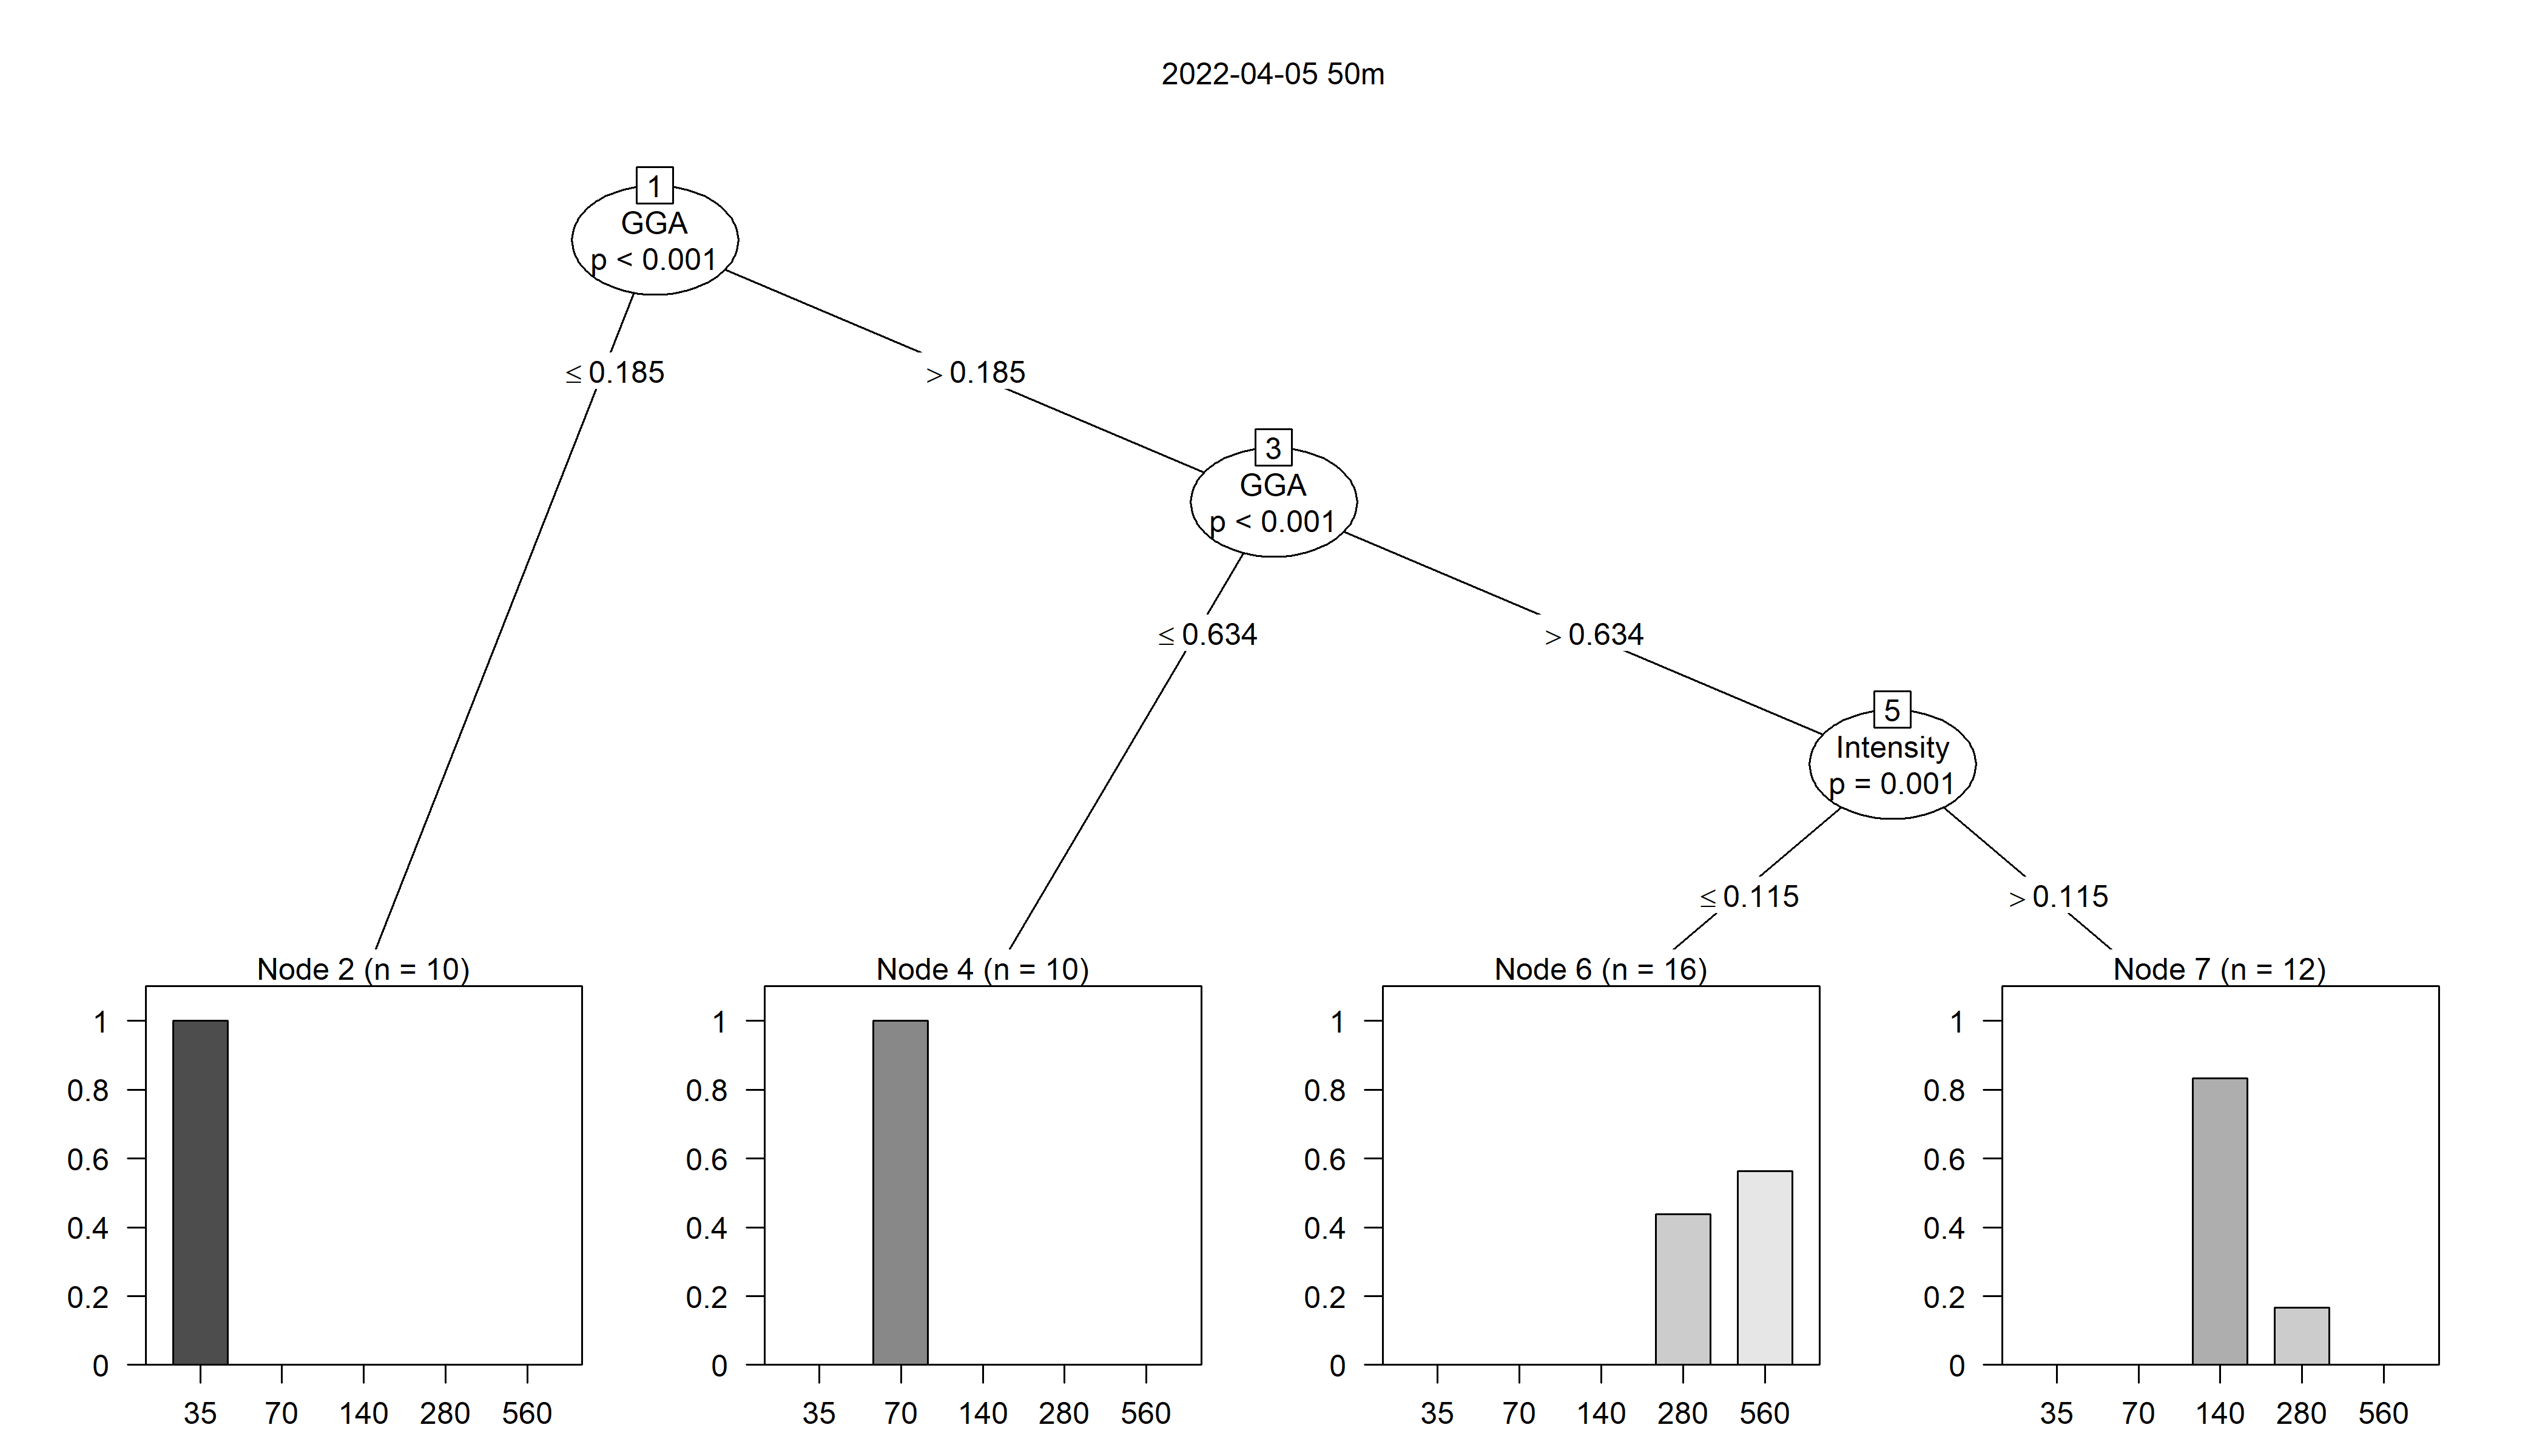 2022-04-05 50m
1
GGA
p < 0.001
≤ 0.185
> 0.185
3
GGA
p < 0.001
≤ 0.634
> 0.634
5
Intensity
p = 0.001
≤ 0.115
> 0.115
Node 2 (n = 10)
1
0.8
0.6
0.4
0.2
0
35 70 140 280 560
Node 4 (n = 10)
1
0.8
0.6
0.4
0.2
0
35 70 140 280 560
Node 6 (n = 16)
1
0.8
0.6
0.4
0.2
0
35 70 140 280 560
Node 7 (n = 12)
1
0.8
0.6
0.4
0.2
0
35 70 140 280 560